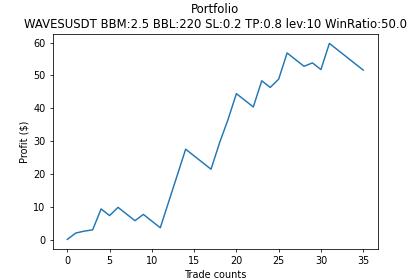 Portfolio
WAVESUSDT BBM:2.5 BBL:220 SL:0.2 TP:0.8 lev:10 WinRatio:50.0
60
50
40
30
20
10
0
Profit ($)
0 5 10 15 20 25 30 35
Trade counts